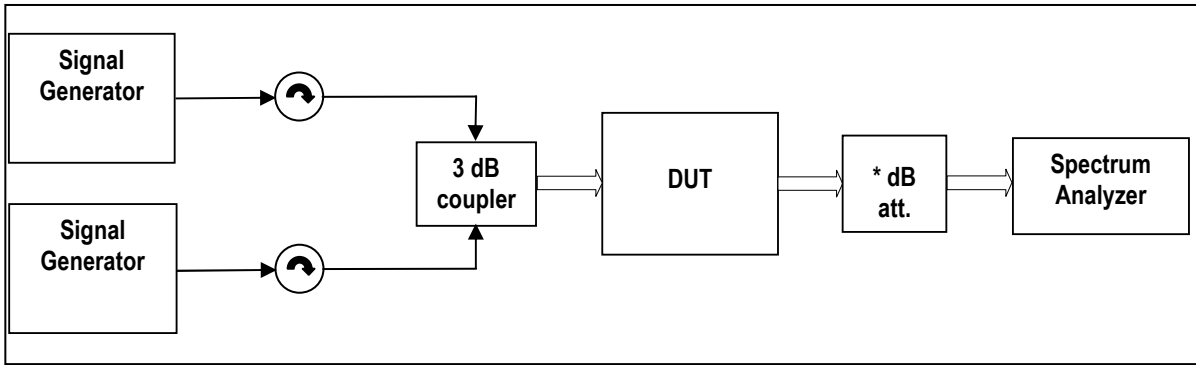 Signal
Generator
3 dB
coupler
DUT
* dB
att.
Spectrum
Analyzer
Signal
Generator